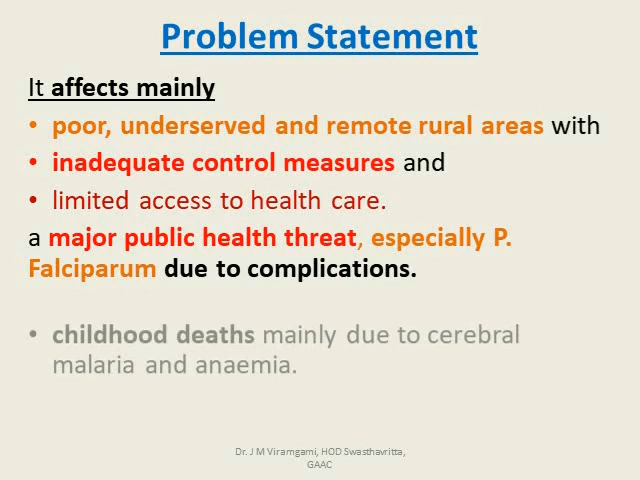 Problem Statement
It affects mainly
• poor, underserved and remote rural areas with
• inadequate control measures and
• limited access to health care.
a major public health threat, especially P.
Falciparum due to complications.
• childhood deaths mainly due to cerebral
malaria and anaemia.
Dr. J M Viramgami, HOD Swasthavritta,
GAAC